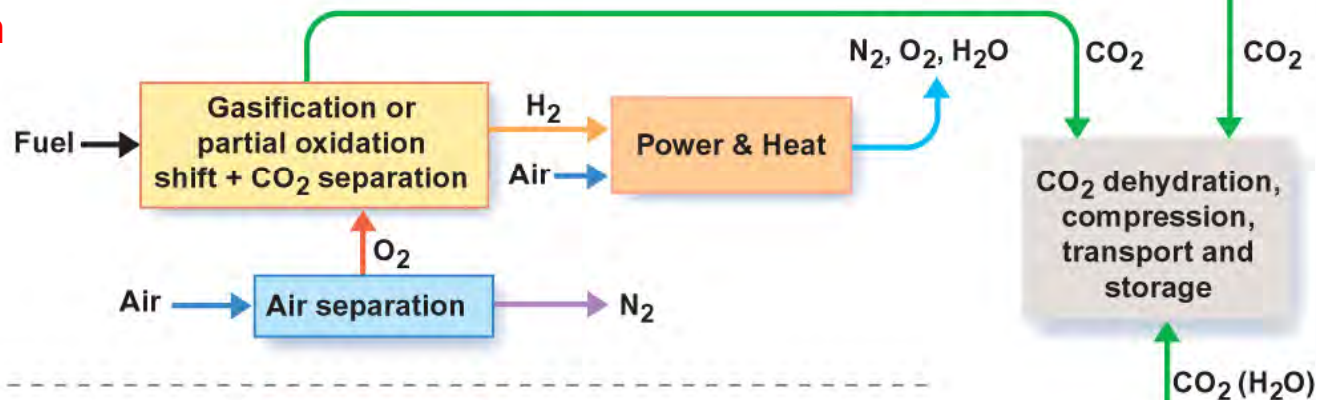 N₂, O₂, H₂O
CO₂
CO₂
Fuel
Gasification or
partial oxidation
shift + CO₂ separation
H₂
Air
Power & Heat
CO₂ dehydration,
compression,
transport and
storage
O₂
Air
Air separation
N₂
CO₂ (H₂O)